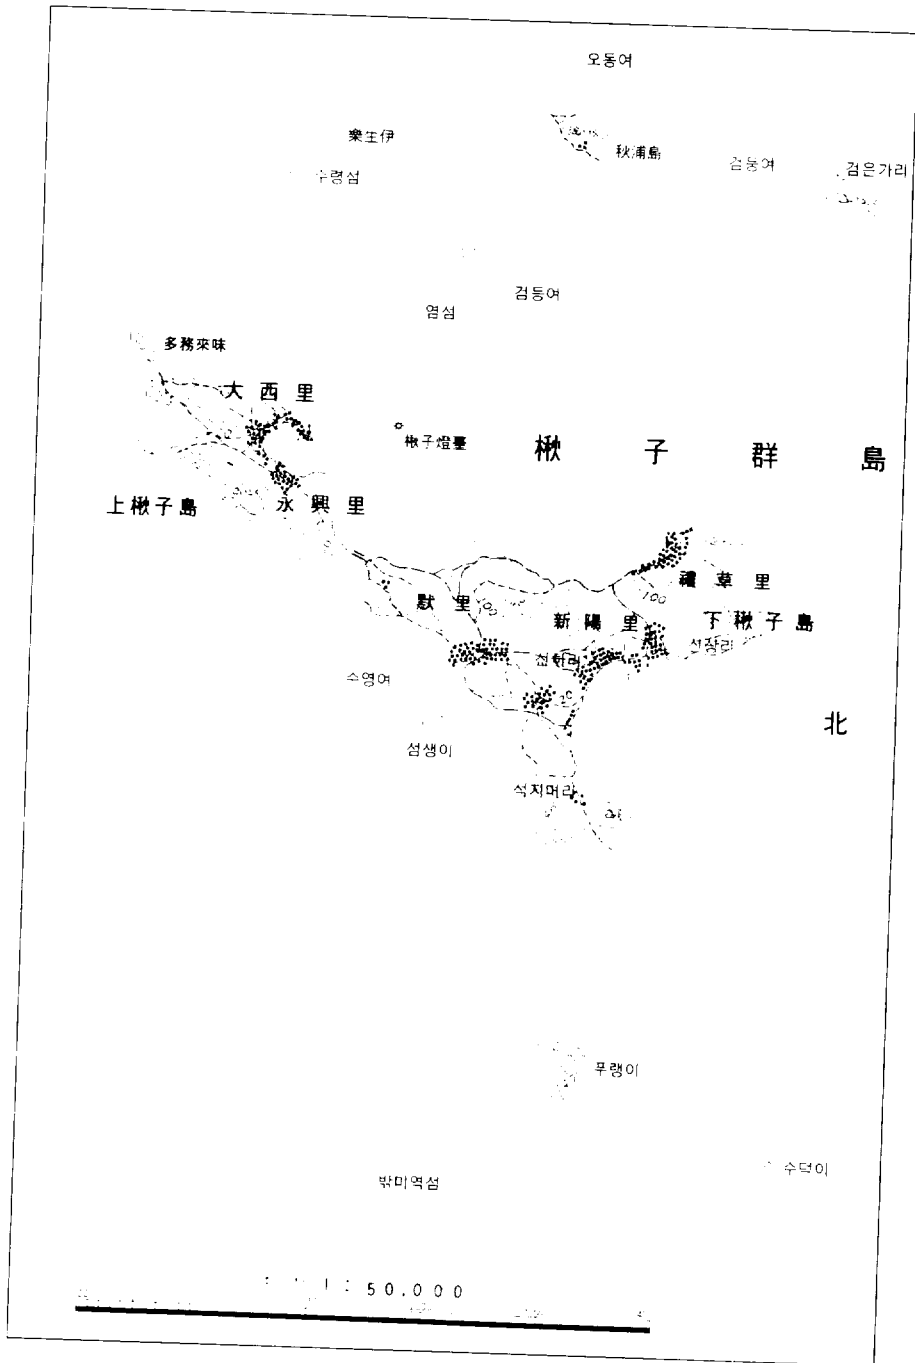 오동여
樂生伊
秋浦島
검둥여
검은가리
수령섬
검등여
염섬
多務來味
大西里
楸子燈臺
楸子群島
上楸子島
永興里
禮草里
100
默里
新陽里
下楸子島
석지머리
수영여
섬생이
北
푸랭이
수덕이
밖미역섬
1:50,000